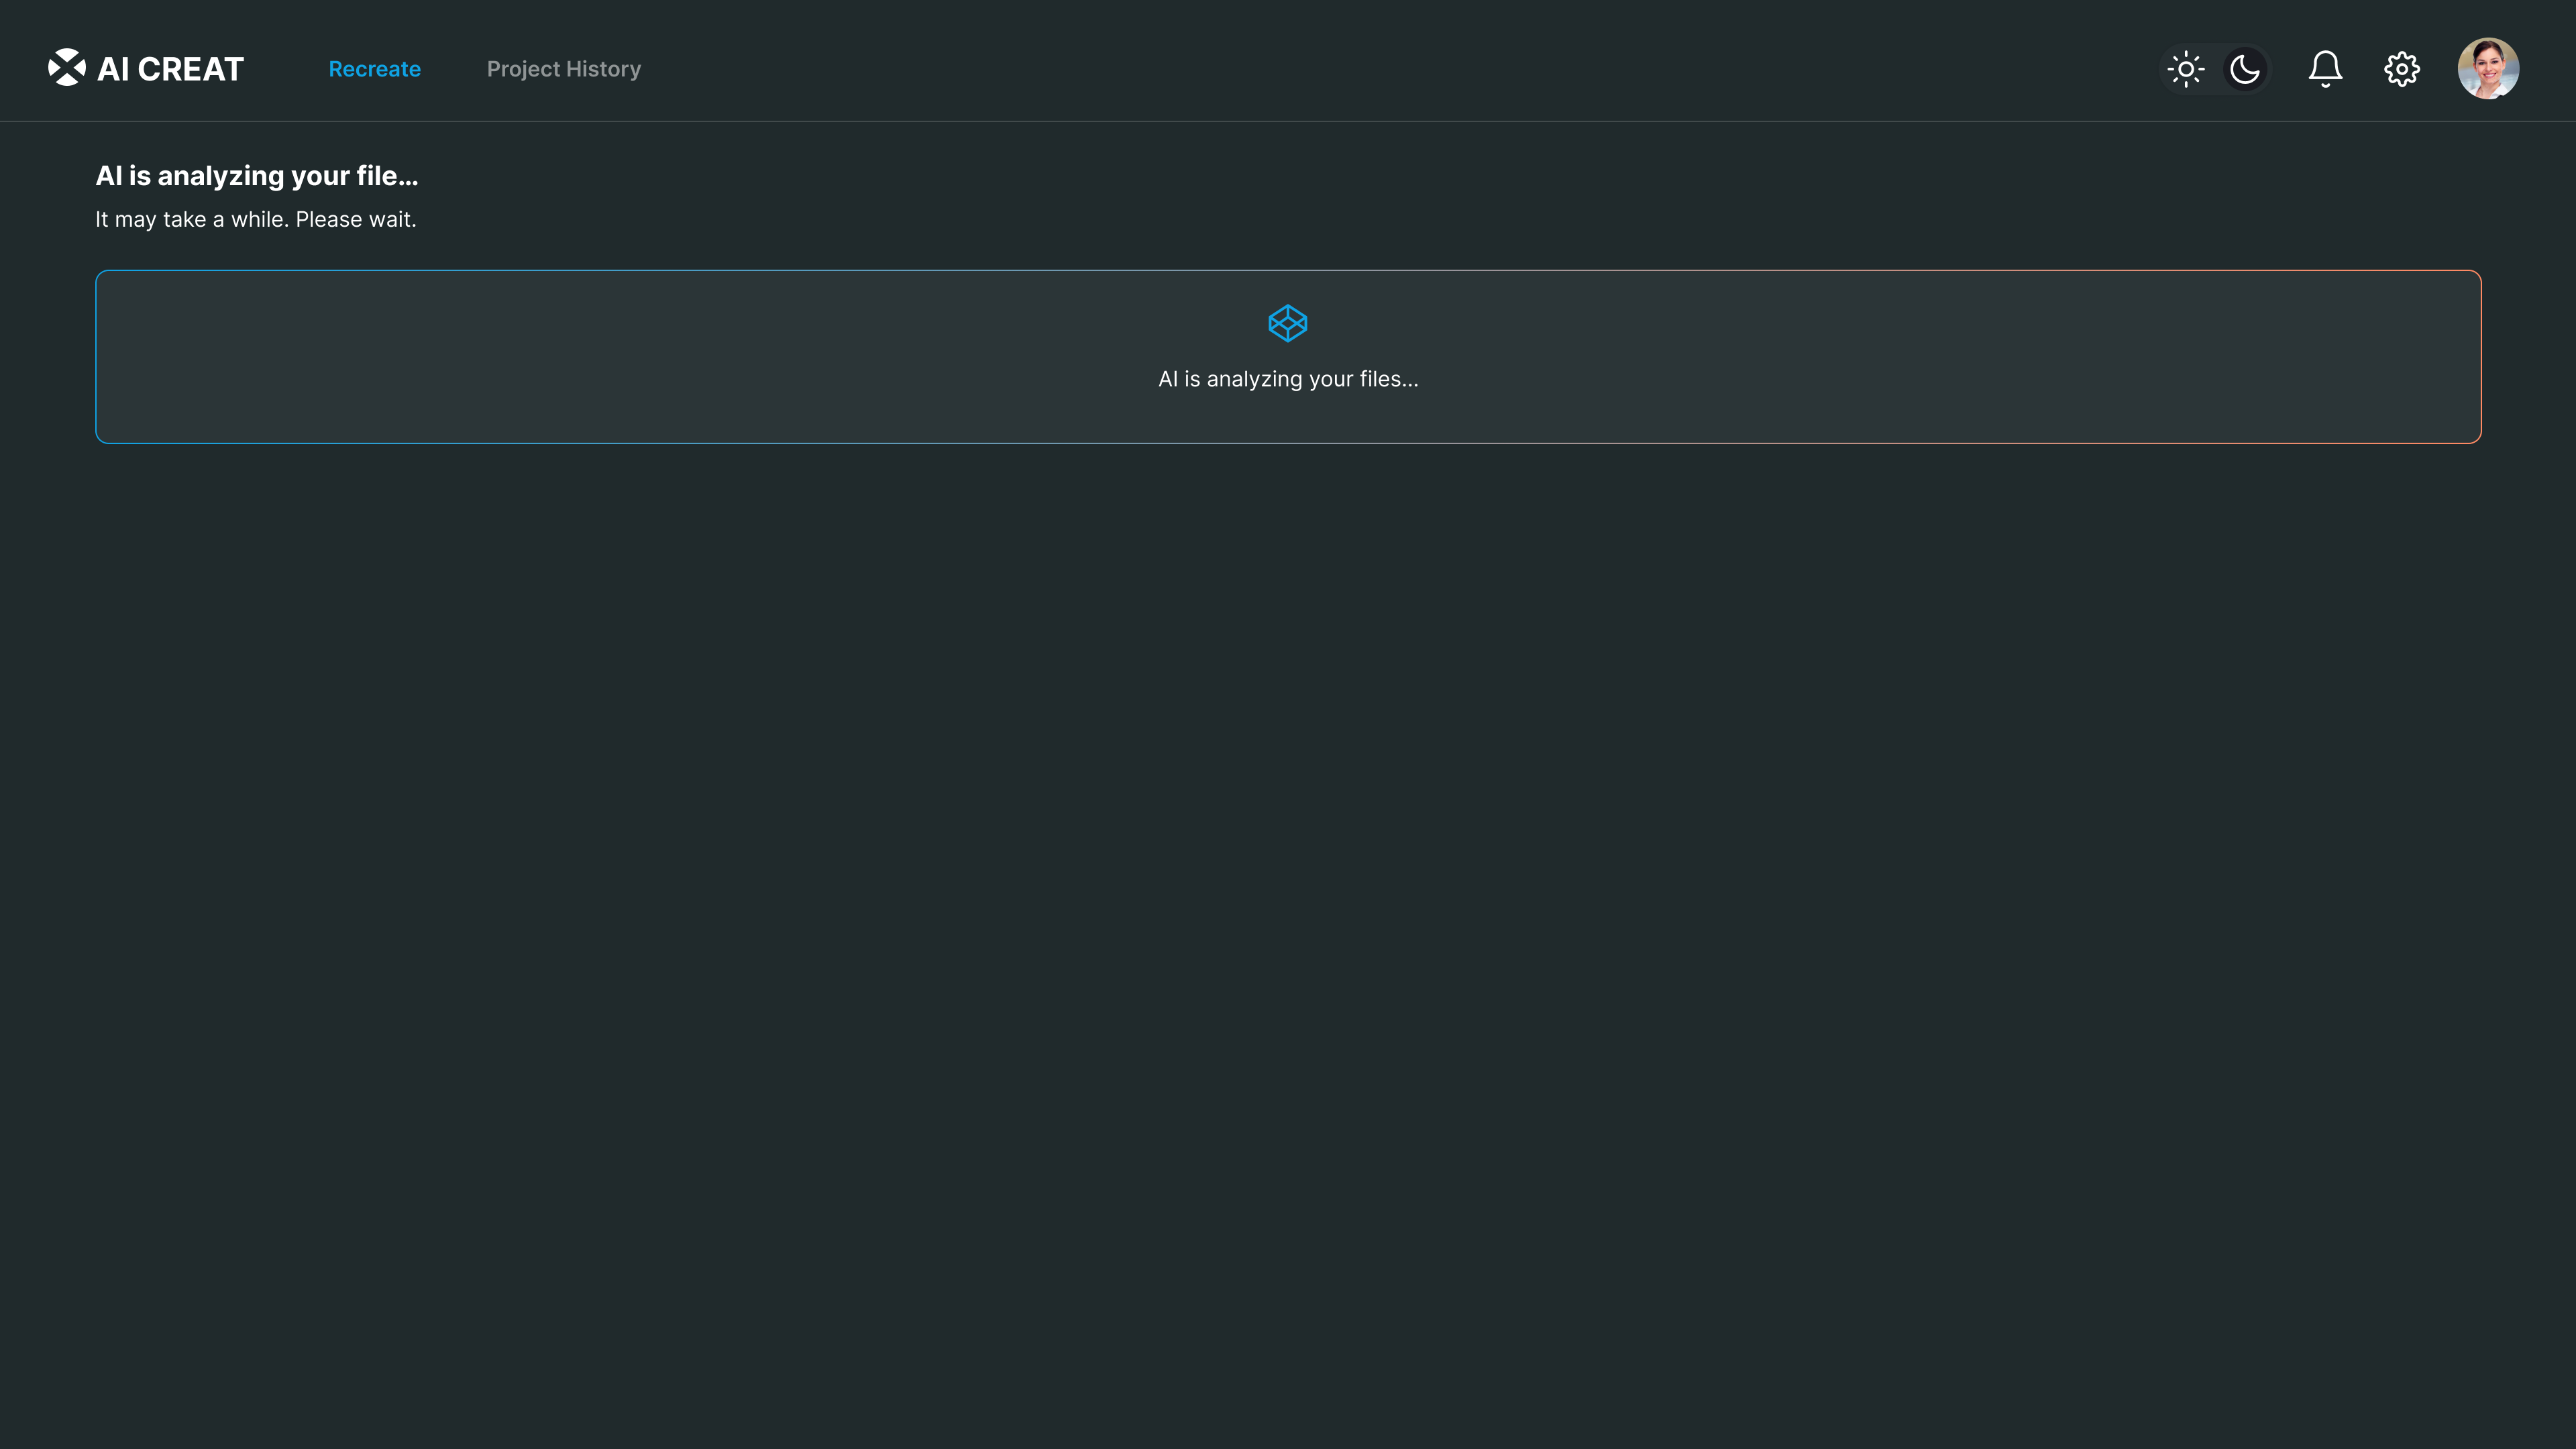 AI CREAT
Recreate
Project History
AI is analyzing your file...
It may take a while. Please wait.
AI is analyzing your files...